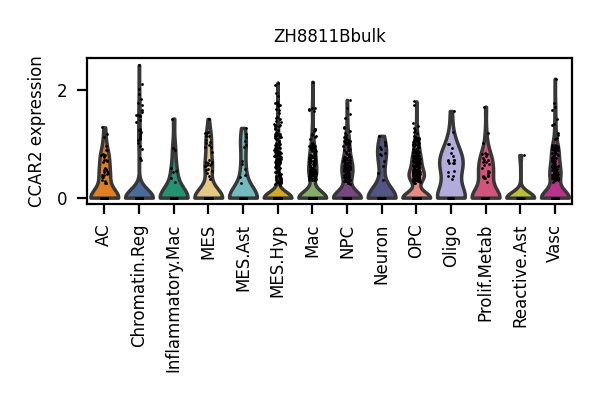 ZH8811Bbulk
CCAR2 expression
2
0
AC
Chromatin.Reg
Inflammatory.Mac
MES
MES.Ast
MES.Hyp
Mac
NPC
Neuron
OPC
Oligo
Prolif.Metab
Reactive.Ast
Vasc